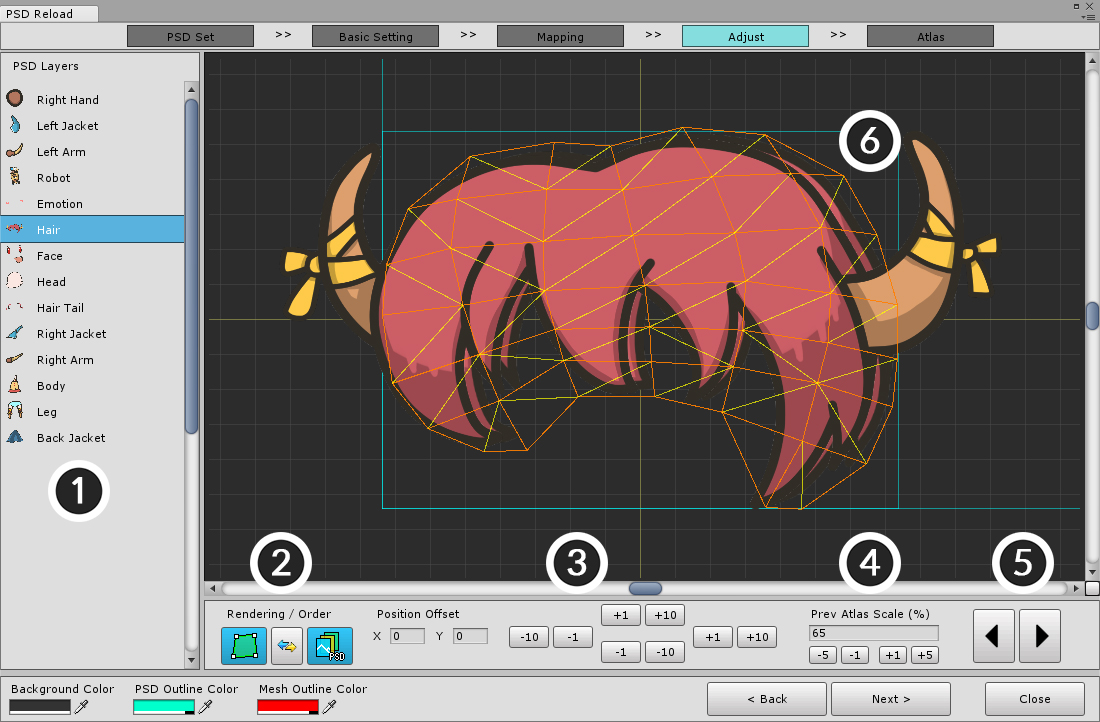 PSD Reload
PSD Set >> Basic Setting >> Mapping >> Adjust >> Atlas
PSD Layers
Right Hand
Left Jacket
Left Arm
Robot
Emotion
Hair
Face
Head
Hair Tail
Right Jacket
Right Arm
Body
Leg
Back Jacket
1
6
2 3 4 5
Rendering / Order
PSD
Position Offset
X 0 Y 0
-10 -1
+1 +10
-1 -10
+1 +10
Prev Atlas Scale (%)
65
-5 -1 +1 +5
Background Color PSD Outline Color Mesh Outline Color
< Back Next > Close